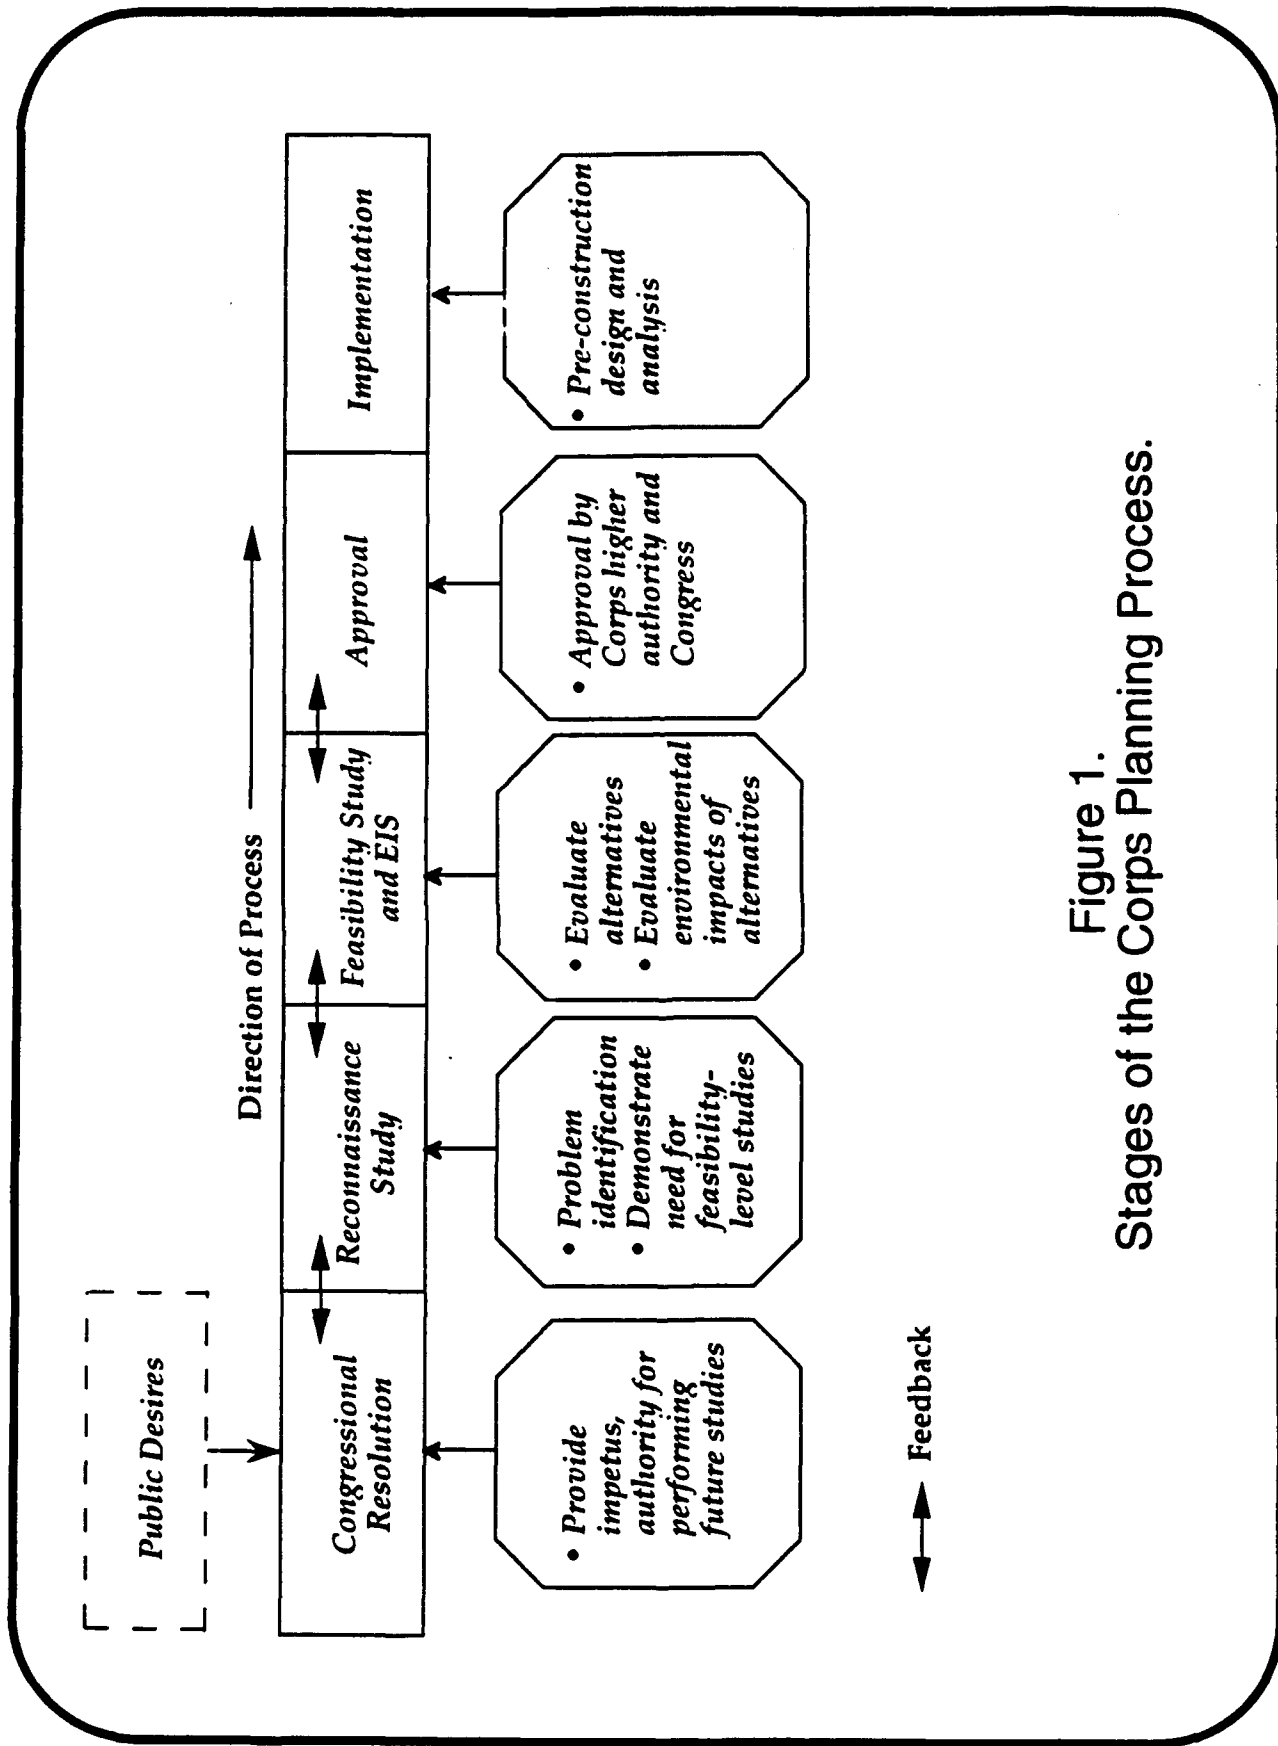 Public Desires
Direction of Process
Congressional
Resolution
Reconnaissance
Study
Feasibility Study
and EIS
Approval
Implementation
• Provide
impetus,
authority for
performing
future studies
• Problem
identification
• Demonstrate
need for
feasibility-
level studies
• Evaluate
alternatives
• Evaluate
environmental
impacts of
alternatives
• Approval by
Corps higher
authority and
Congress
• Pre-construction
design and
analysis
Feedback
Figure 1.
Stages of the Corps Planning Process.